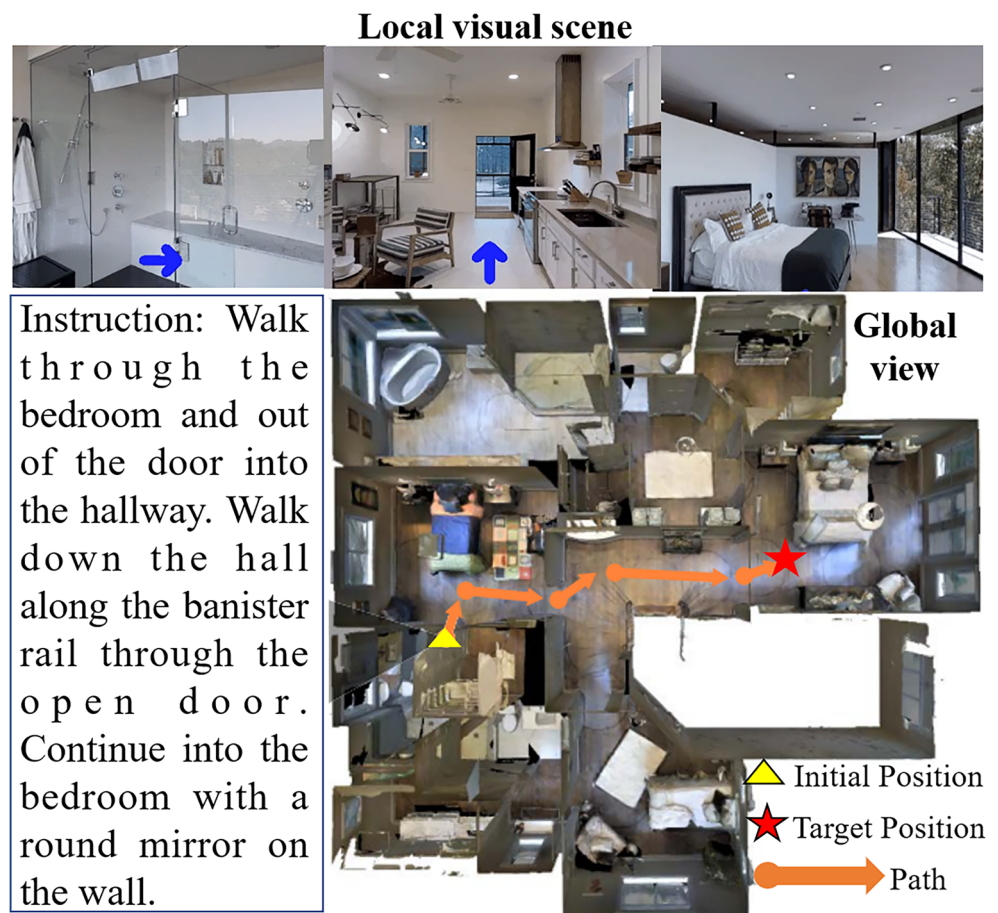 Local visual scene
Instruction: Walk
through the
bedroom and out
of the door into
the hallway. Walk
down the hall
along the banister
rail through the
open door.
Continue into the
bedroom with a
round mirror on
the wall.
Global
view
Initial Position
Target Position
Path